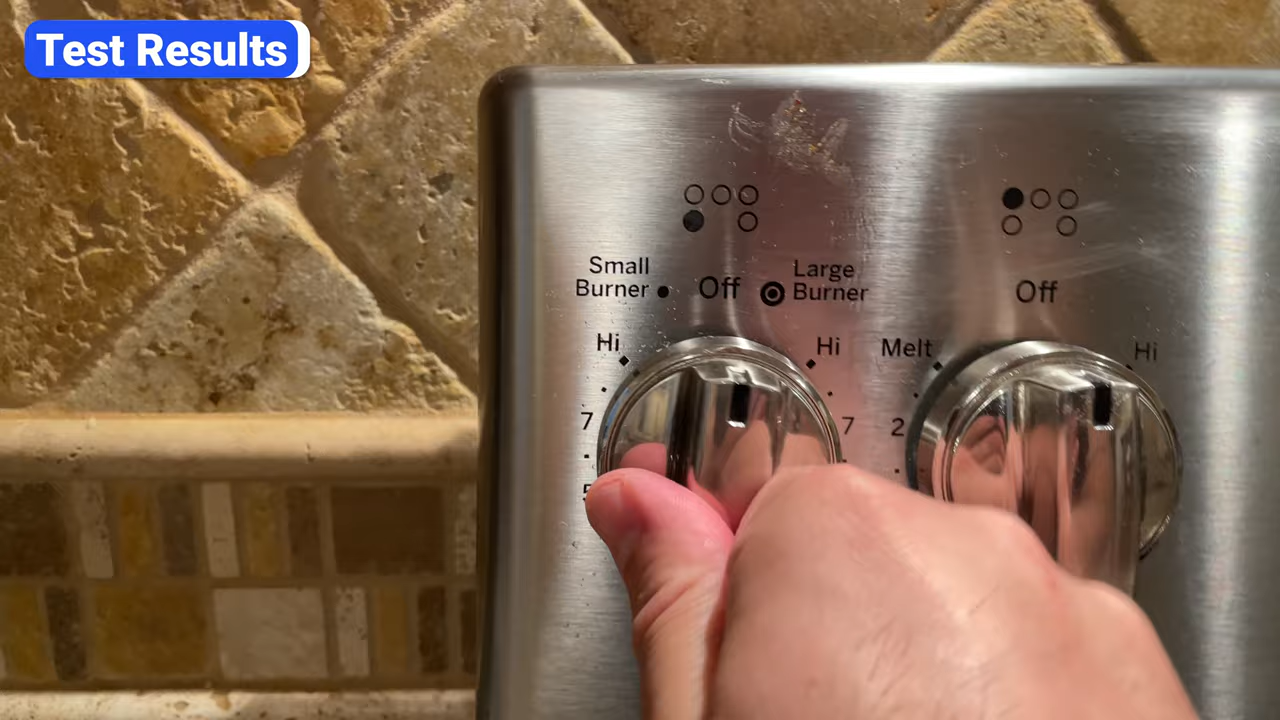 Test Results
Small
Burner
Off
Large
Burner
Off
Hi
Hi
Melt
Hi
7
7
2